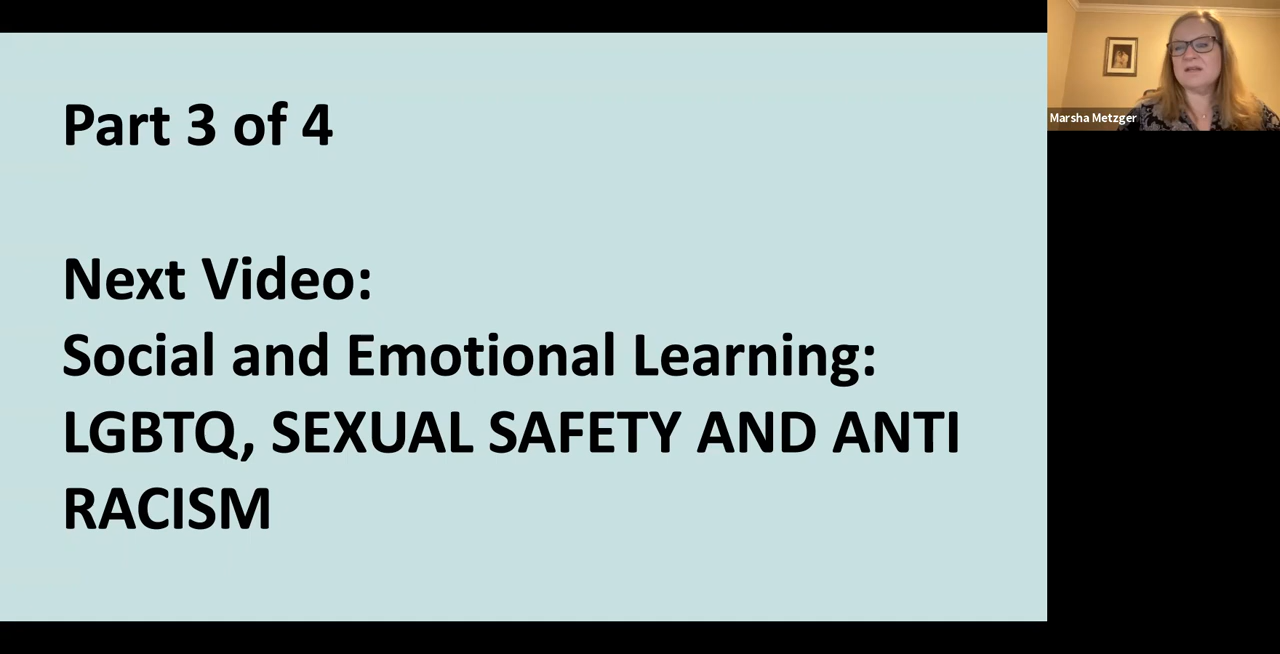 Part 3 of 4
Next Video:
Social and Emotional Learning:
LGBTQ, SEXUAL SAFETY AND ANTI
RACISM
Marsha Metzger